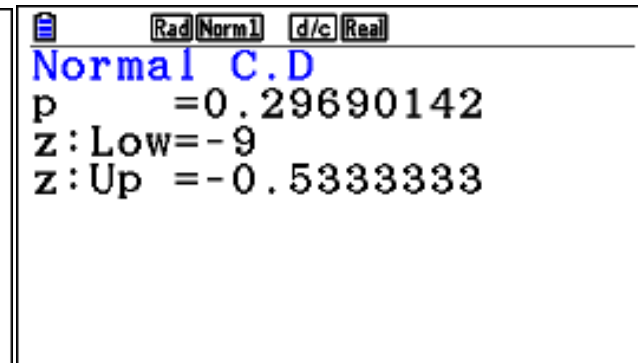 Rad Norm1 d/c Real
Normal C.D
p =0.29690142
z:Low=-9
z:Up =-0.5333333